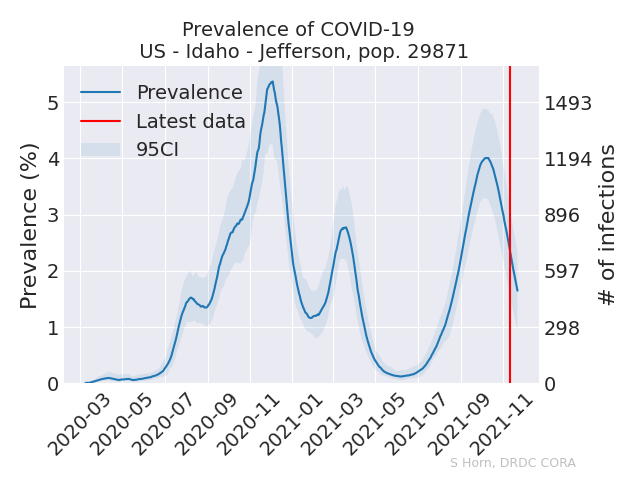 Prevalence of COVID-19
US - Idaho - Jefferson, pop. 29871
Prevalence
Latest data
95CI
Prevalence (%)
5
4
3
2
1
0
1493
1194
896
597
298
0
# of infections
2020-03
2020-05
2020-07
2020-09
2020-11
2021-01
2021-03
2021-05
2021-07
2021-09
2021-11
S Horn, DRDC CORA